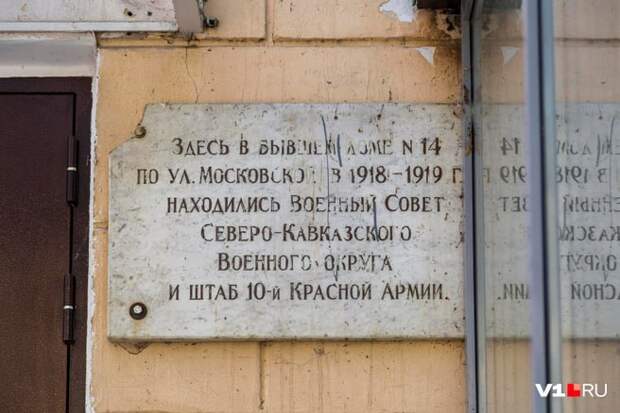 Здесь в бывшем доме № 14
по ул. Московской в 1918-1919 г
находились Военный Совет
Северо-Кавказского
Военного округа
и штаб 10-й Красной Армии.
V1.RU